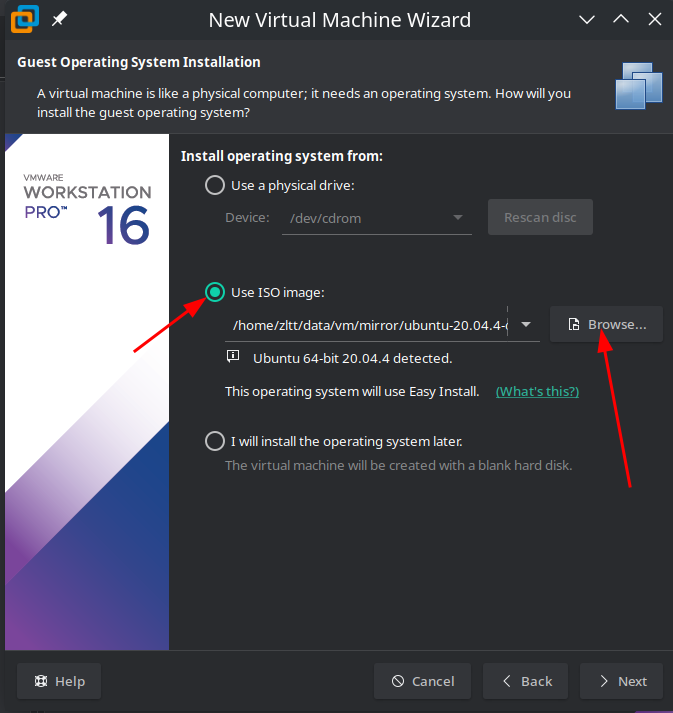 New Virtual Machine Wizard
Guest Operating System Installation
A virtual machine is like a physical computer; it needs an operating system. How will you
install the guest operating system?
VMWARE
WORKSTATION
PRO™ 16
Install operating system from:
Use a physical drive:
Device: /dev/cdrom Rescan disc
Use ISO image:
/home/zltt/data/vm/mirror/ubuntu-20.04.4- Browse...
Ubuntu 64-bit 20.04.4 detected.
This operating system will use Easy Install. (What's this?)
I will install the operating system later.
The virtual machine will be created with a blank hard disk.
Help Cancel Back Next